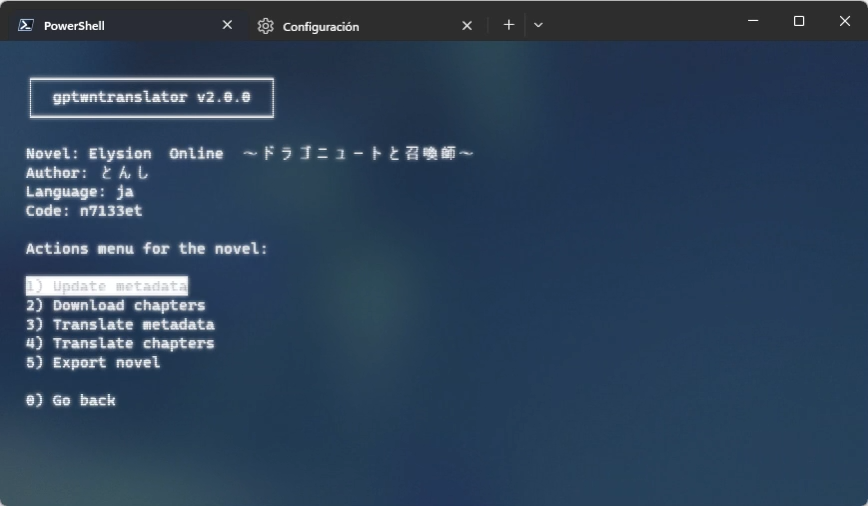 PowerShell
Configuración
gptwntranslator v2.0.0
Novel: Elysion  Online  ～ドラゴニュートと召喚師～
Author: とんし
Language: ja
Code: n7133et
Actions menu for the novel:
1) Update metadata
2) Download chapters
3) Translate metadata
4) Translate chapters
5) Export novel
0) Go back